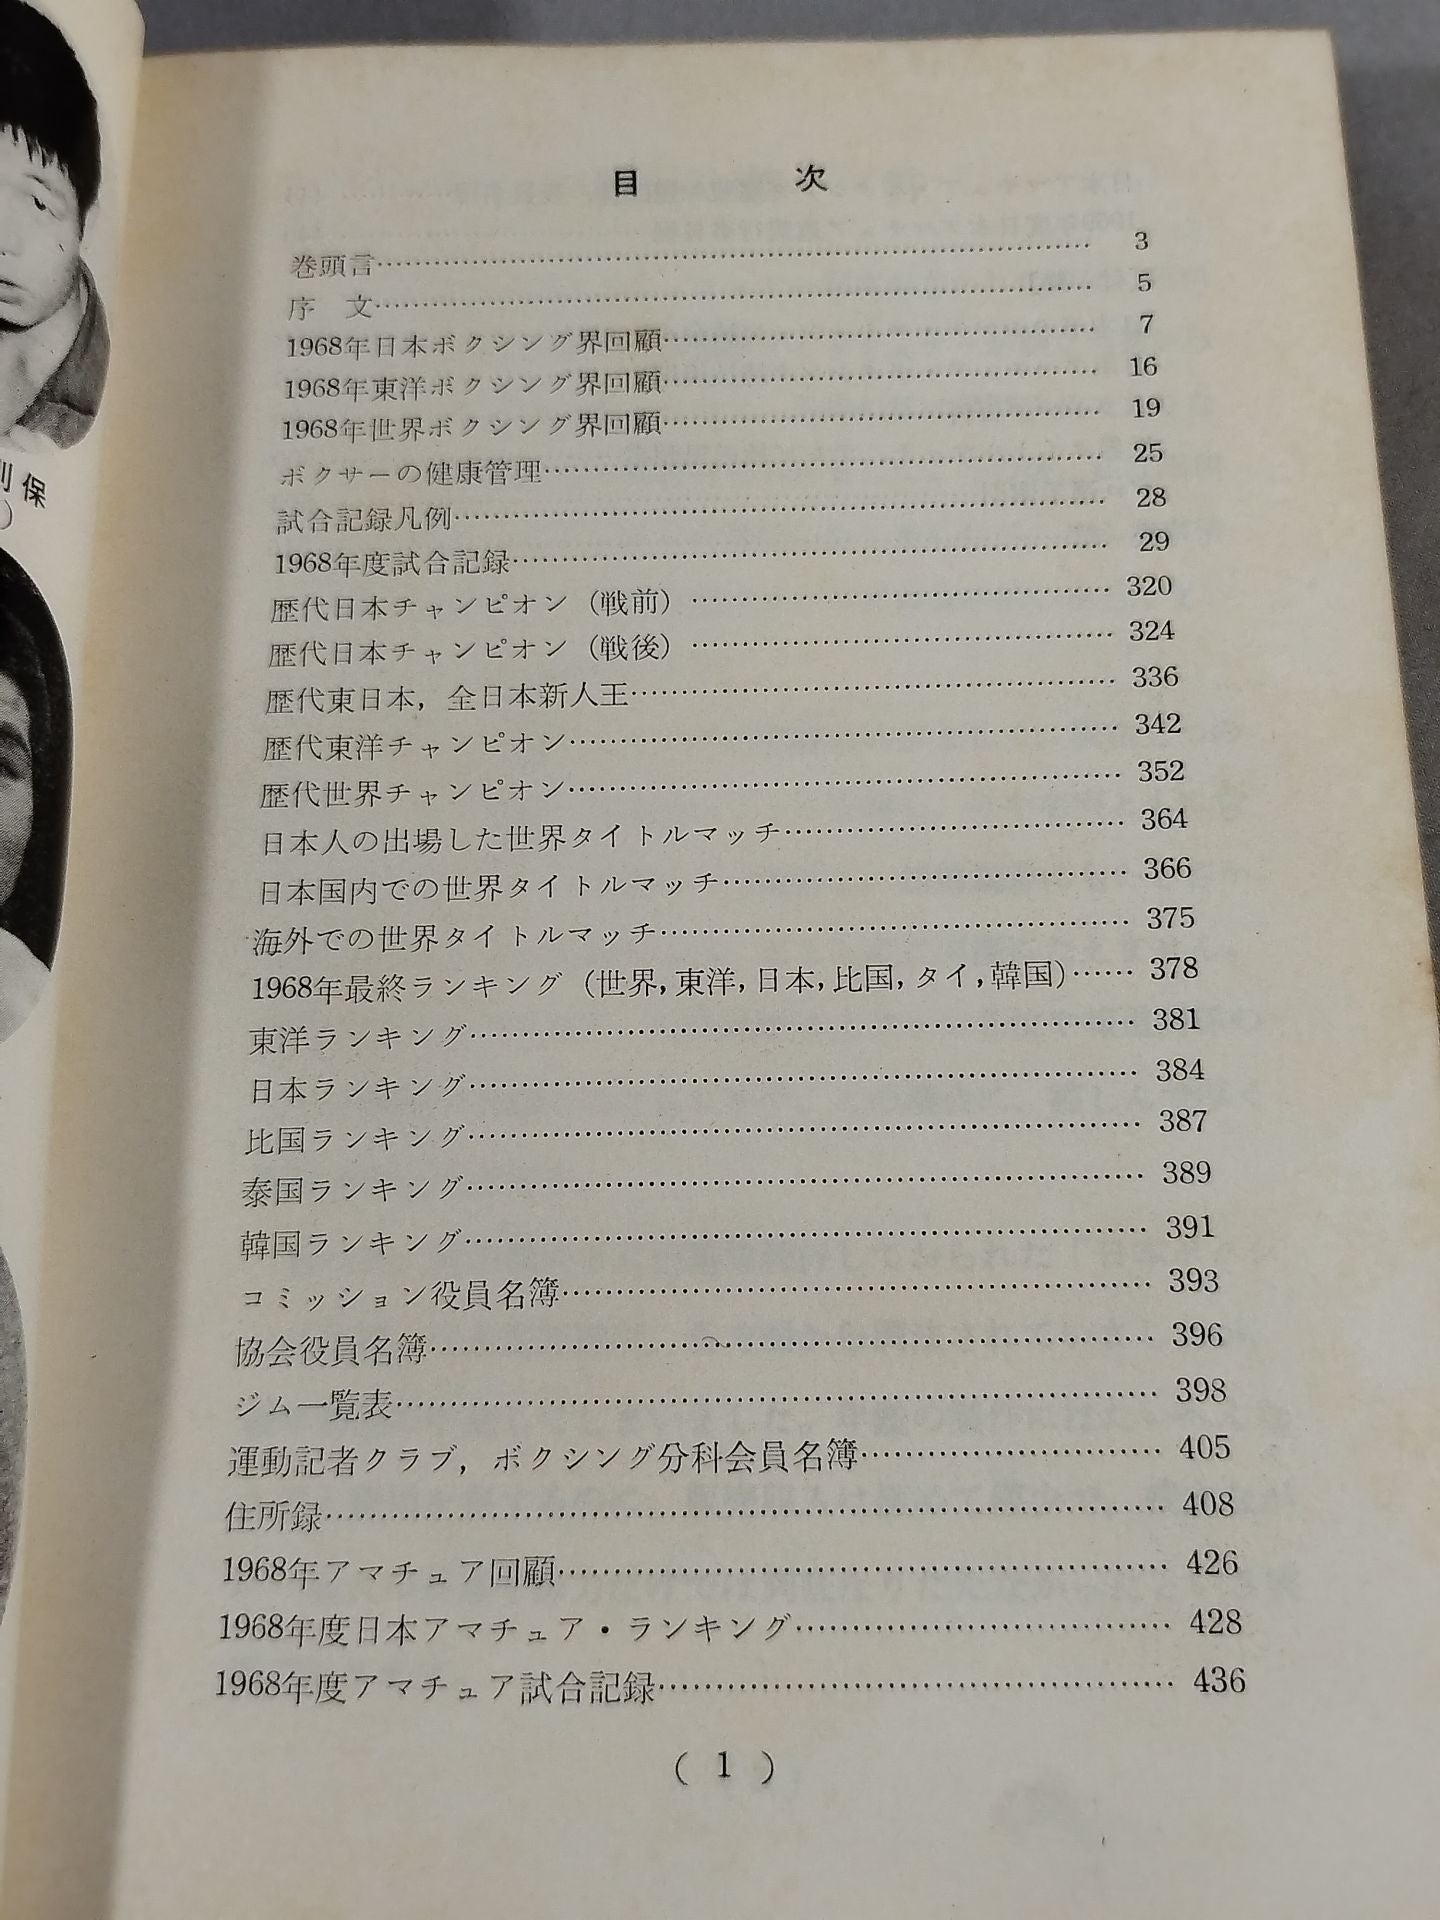 目 次
巻頭言……………………………………… 3
序 文……………………………………… 5
1968年日本ボクシング界回顧……………………… 7
1968年東洋ボクシング界回顧……………………… 16
1968年世界ボクシング界回顧……………………… 19
ボクサーの健康管理……………………………… 25
試合記録凡例……………………………………… 28
1968年度試合記録……………………………… 29
歴代日本チャンピオン（戦前）…………………… 320
歴代日本チャンピオン（戦後）…………………… 324
歴代東日本，全日本新人王……………………… 336
歴代東洋チャンピオン…………………………… 342
歴代世界チャンピオン…………………………… 352
日本人の出場した世界タイトルマッチ…………… 364
日本国内での世界タイトルマッチ……………… 366
海外での世界タイトルマッチ…………………… 375
1968年最終ランキング（世界，東洋，日本，比国，タイ，韓国）…… 378
東洋ランキング………………………………… 381
日本ランキング………………………………… 384
比国ランキング………………………………… 387
泰国ランキング………………………………… 389
韓国ランキング………………………………… 391
コミッション役員名簿…………………………… 393
協会役員名簿…………………………………… 396
ジム一覧表……………………………………… 398
運動記者クラブ，ボクシング分科会員名簿……………… 405
住所録…………………………………………… 408
1968年アマチュア回顧………………………… 426
1968年度日本アマチュア・ランキング………………… 428
1968年度アマチュア試合記録……………………… 436
( 1 )
保